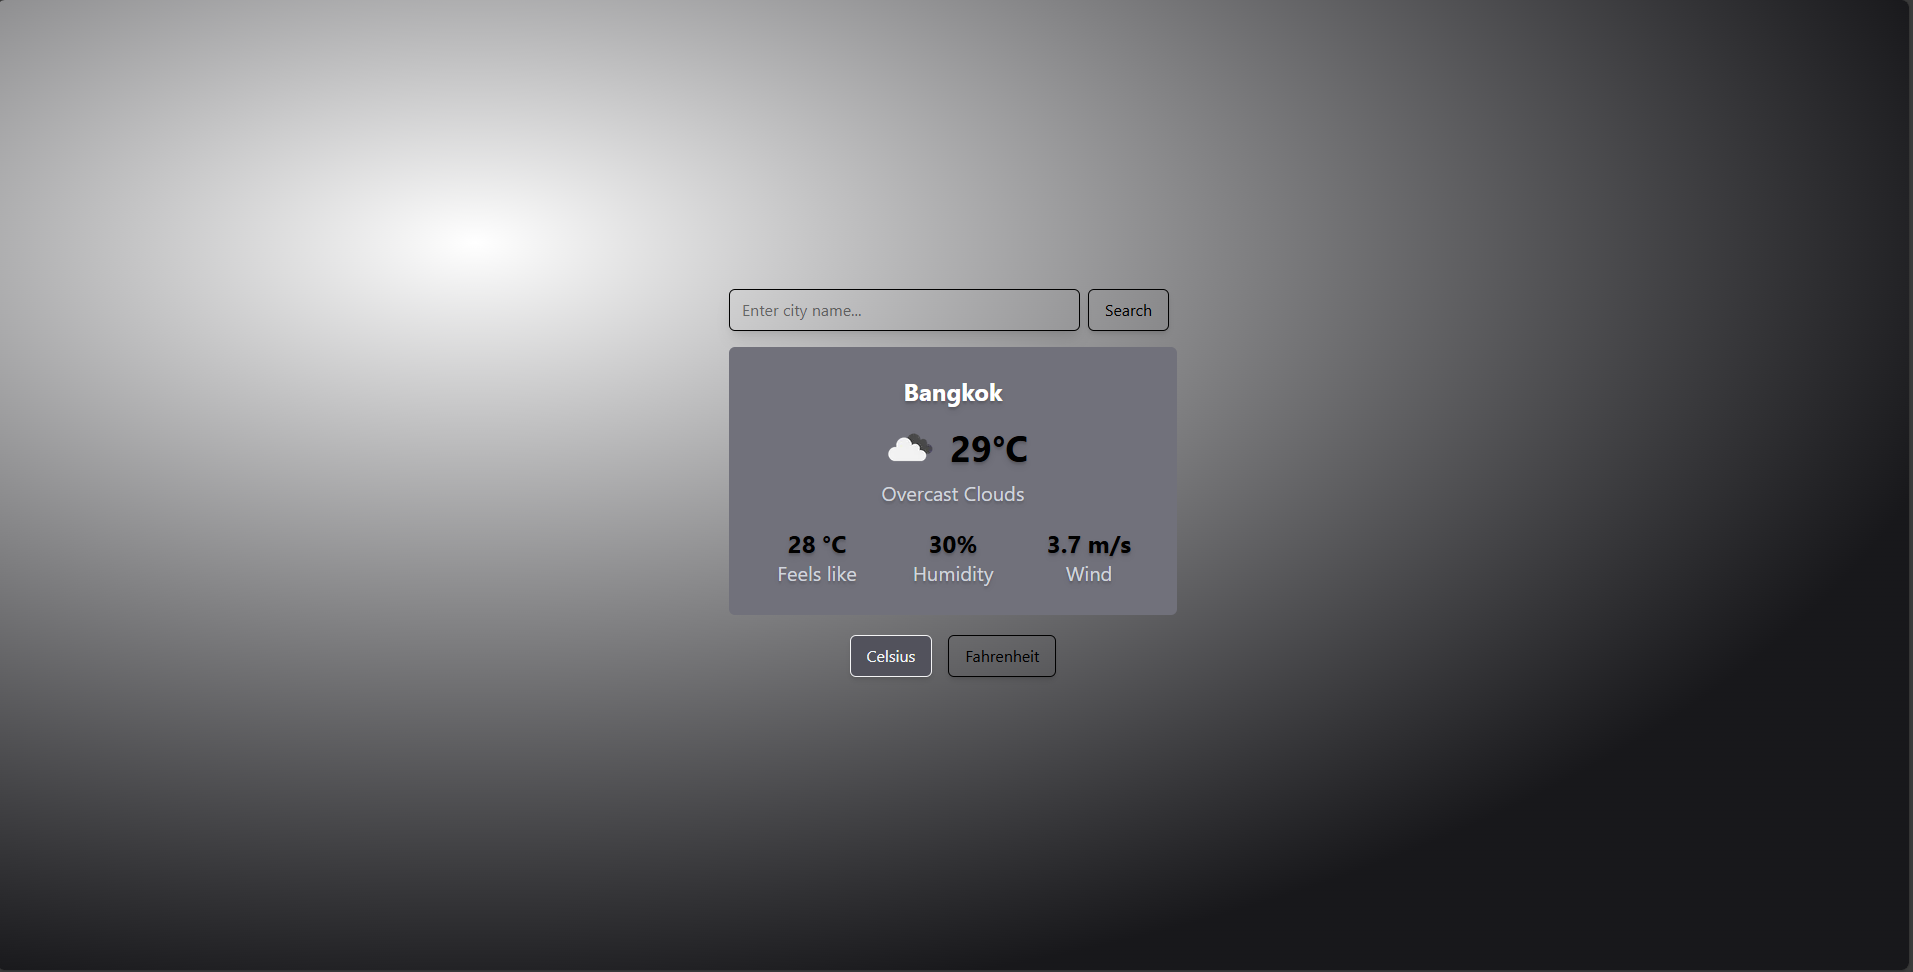 Enter city name...
Search
Bangkok
29°C
Overcast Clouds
28 °C
30%
3.7 m/s
Feels like
Humidity
Wind
Celsius
Fahrenheit